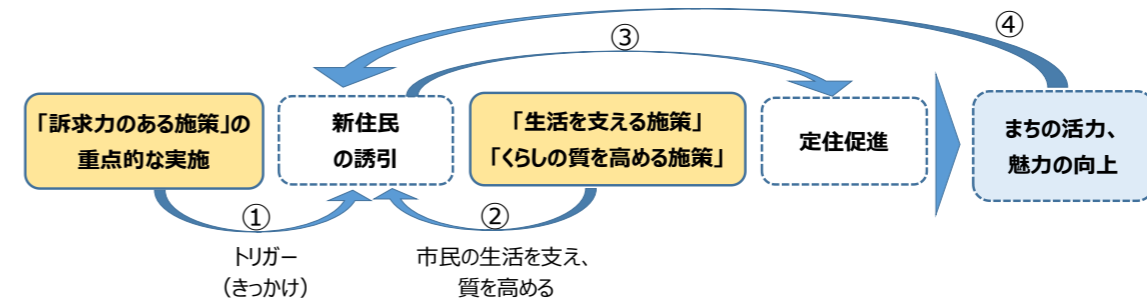 ④
③
「訴求力のある施策」の
重点的な実施
新住民
の誘引
「生活を支える施策」
「くらしの質を高める施策」
定住促進
まちの活力、
魅力の向上
①
トリガー
（きっかけ）
②
市民の生活を支え、
質を高める